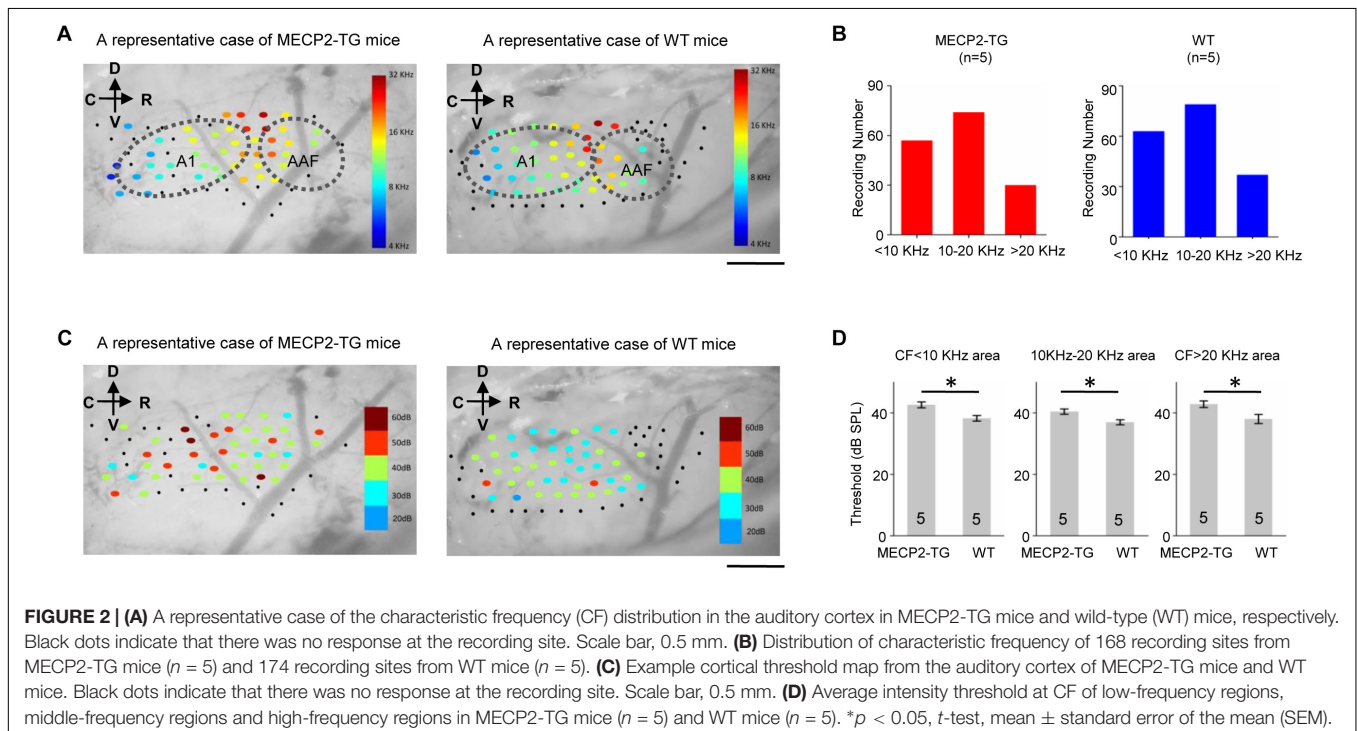 A
A representative case of MECP2-TG mice
A representative case of WT mice
D
C R
V
A1
AAF
32 KHz
16 KHz
8 KHz
4 KHz
D
C R
V
A1
AAF
32 KHz
16 KHz
8 KHz
4 KHz
B
MECP2-TG
(n=5)
WT
(n=5)
Recording Number
90
60
30
0
<10 KHz 10-20 KHz >20 KHz
Recording Number
90
60
30
0
<10 KHz 10-20 KHz >20 KHz
C
A representative case of MECP2-TG mice
A representative case of WT mice
D
C R
V
60dB
50dB
40dB
30dB
20dB
D
C R
V
60dB
50dB
40dB
30dB
20dB
D
CF<10 KHz area
10KHz-20 KHz area
CF>20 KHz area
Threshold (dB SPL)
40
20
0
*
5 5
MECP2-TG WT
40
20
0
*
5 5
MECP2-TG WT
40
20
0
*
5 5
MECP2-TG WT
FIGURE 2 | (A) A representative case of the characteristic frequency (CF) distribution in the auditory cortex in MECP2-TG mice and wild-type (WT) mice, respectively.
Black dots indicate that there was no response at the recording site. Scale bar, 0.5 mm. (B) Distribution of characteristic frequency of 168 recording sites from
MECP2-TG mice (n = 5) and 174 recording sites from WT mice (n = 5). (C) Example cortical threshold map from the auditory cortex of MECP2-TG mice and WT
mice. Black dots indicate that there was no response at the recording site. Scale bar, 0.5 mm. (D) Average intensity threshold at CF of low-frequency regions,
middle-frequency regions and high-frequency regions in MECP2-TG mice (n = 5) and WT mice (n = 5). *p < 0.05, t-test, mean ± standard error of the mean (SEM).